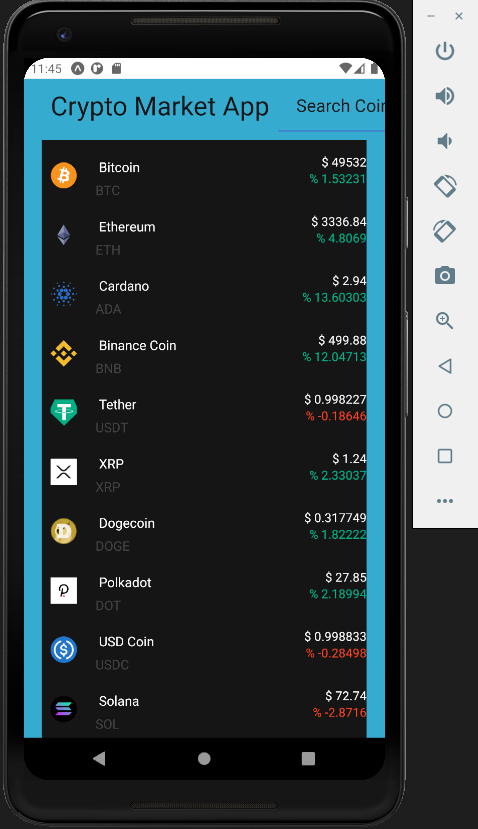 11:45
Crypto Market App Search Coin
Bitcoin $ 49532
BTC % 1.53231
Ethereum $ 3336.84
ETH % 4.8069
Cardano $ 2.94
ADA % 13.60303
Binance Coin $ 499.88
BNB % 12.04713
Tether $ 0.998227
USDT % -0.18646
XRP $ 1.24
XRP % 2.33037
Dogecoin $ 0.317749
DOGE % 1.82222
Polkadot $ 27.85
DOT % 2.18994
USD Coin $ 0.998833
USDC % -0.28498
Solana $ 72.74
SOL % -2.8716